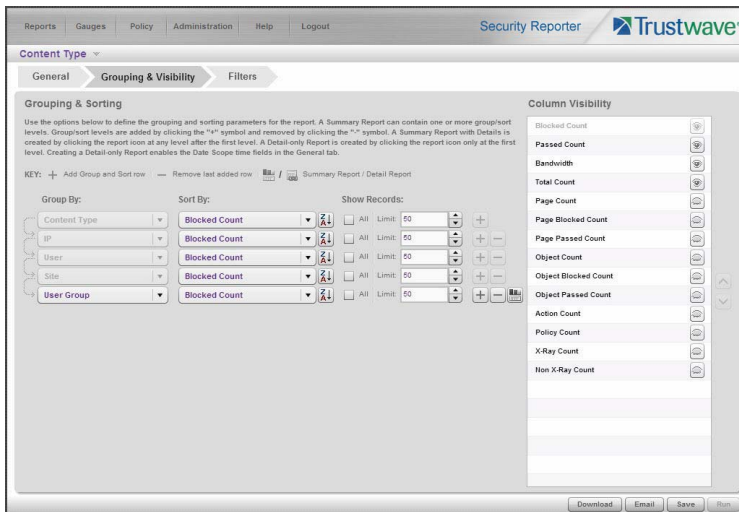 Reports Gauges Policy Administration Help Logout Security Reporter Trustwave
Content Type
General Grouping & Visibility Filters
Grouping & Sorting
Use the options below to define the grouping and sorting parameters for the report. A Summary Report can contain one or more group/sort
levels. Group/sort levels are added by clicking the "+" symbol and removed by clicking the "-" symbol. A Summary Report with Details is
created by clicking the report icon at any level after the first level. A Detail-only Report is created by clicking the report icon only at the first
level. Creating a Detail-only Report enables the Date Scope time fields in the General tab.
KEY: + Add Group and Sort row — Remove last added row / Summary Report / Detail Report
Group By: Sort By: Show Records:
Content Type Blocked Count All Limit: 50
IP Blocked Count All Limit: 50
User Blocked Count All Limit: 50
Site Blocked Count All Limit: 50
User Group Blocked Count All Limit: 50
Column Visibility
Blocked Count
Passed Count
Bandwidth
Total Count
Page Count
Page Blocked Count
Page Passed Count
Object Count
Object Blocked Count
Object Passed Count
Action Count
Policy Count
X-Ray Count
Non X-Ray Count
Download Email Save Run